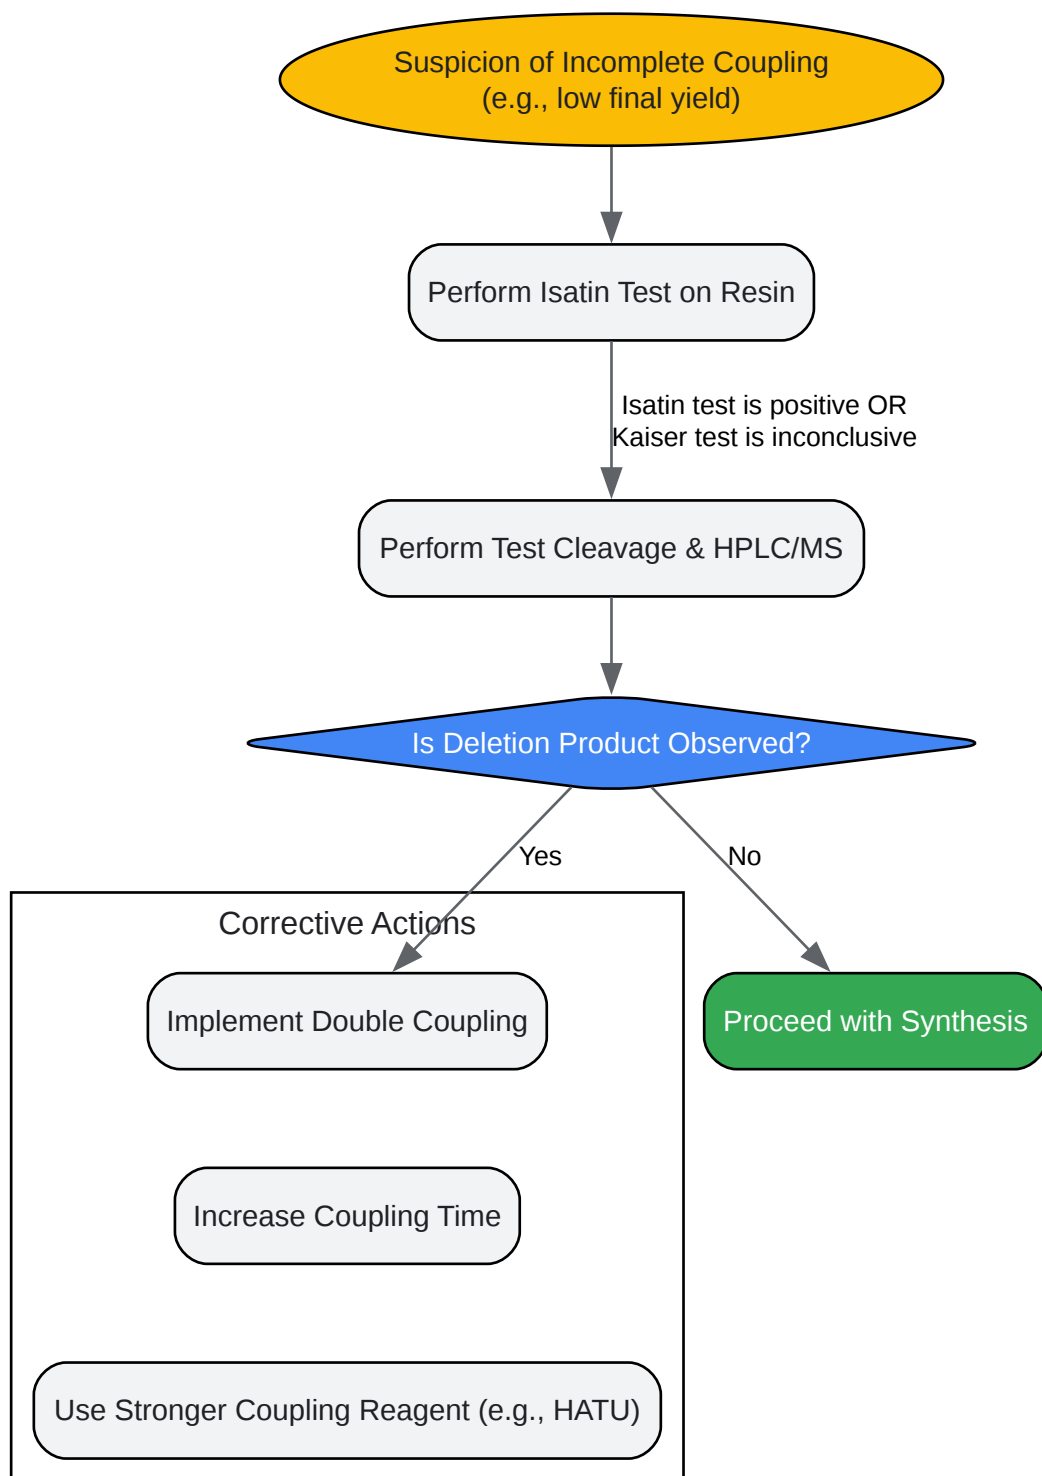 Suspicion of Incomplete Coupling
(e.g., low final yield)
Perform Isatin Test on Resin
Isatin test is positive OR
Kaiser test is inconclusive
Perform Test Cleavage & HPLC/MS
Is Deletion Product Observed?
Yes
No
Corrective Actions
Implement Double Coupling
Proceed with Synthesis
Increase Coupling Time
Use Stronger Coupling Reagent (e.g., HATU)